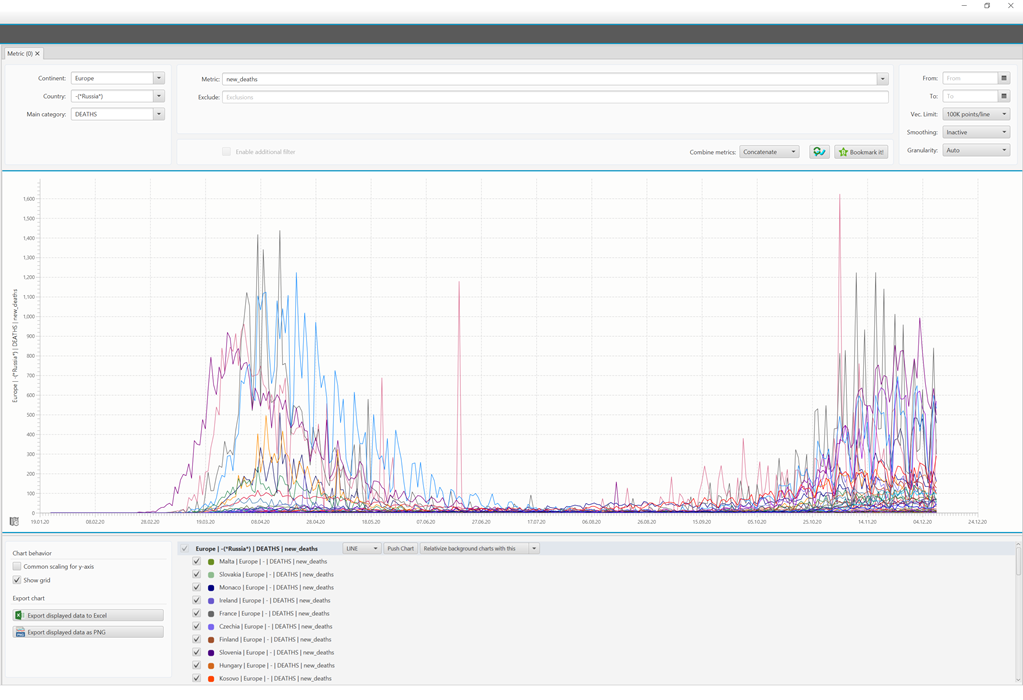 Metric (0)
Continent: Europe
Country: -(*Russia*)
Main category: DEATHS
Metric: new_deaths
Exclude: Exclusions
Enable additional filter
Combine metrics: Concatenate
Bookmark it!
From: From
To: To
Vec. Limit: 100K points/line
Smoothing: Inactive
Granularity: Auto
Europe | -(*Russia*) | DEATHS | new_deaths
1,600
1,500
1,400
1,300
1,200
1,100
1,000
900
800
700
600
500
400
300
200
100
0
19.01.20 08.02.20 28.02.20 19.03.20 08.04.20 28.04.20 18.05.20 07.06.20 27.06.20 17.07.20 06.08.20 26.08.20 15.09.20 05.10.20 25.10.20 14.11.20 04.12.20 24.12.20
Chart behavior
Common scaling for y-axis
Show grid
Export chart
Export displayed data to Excel
Export displayed data as PNG
Europe | -(*Russia*) | DEATHS | new_deaths LINE Push Chart Relativize background charts with this
Malta | Europe | - | DEATHS | new_deaths
Slovakia | Europe | - | DEATHS | new_deaths
Monaco | Europe | - | DEATHS | new_deaths
Ireland | Europe | - | DEATHS | new_deaths
France | Europe | - | DEATHS | new_deaths
Czechia | Europe | - | DEATHS | new_deaths
Finland | Europe | - | DEATHS | new_deaths
Slovenia | Europe | - | DEATHS | new_deaths
Hungary | Europe | - | DEATHS | new_deaths
Kosovo | Europe | - | DEATHS | new_deaths